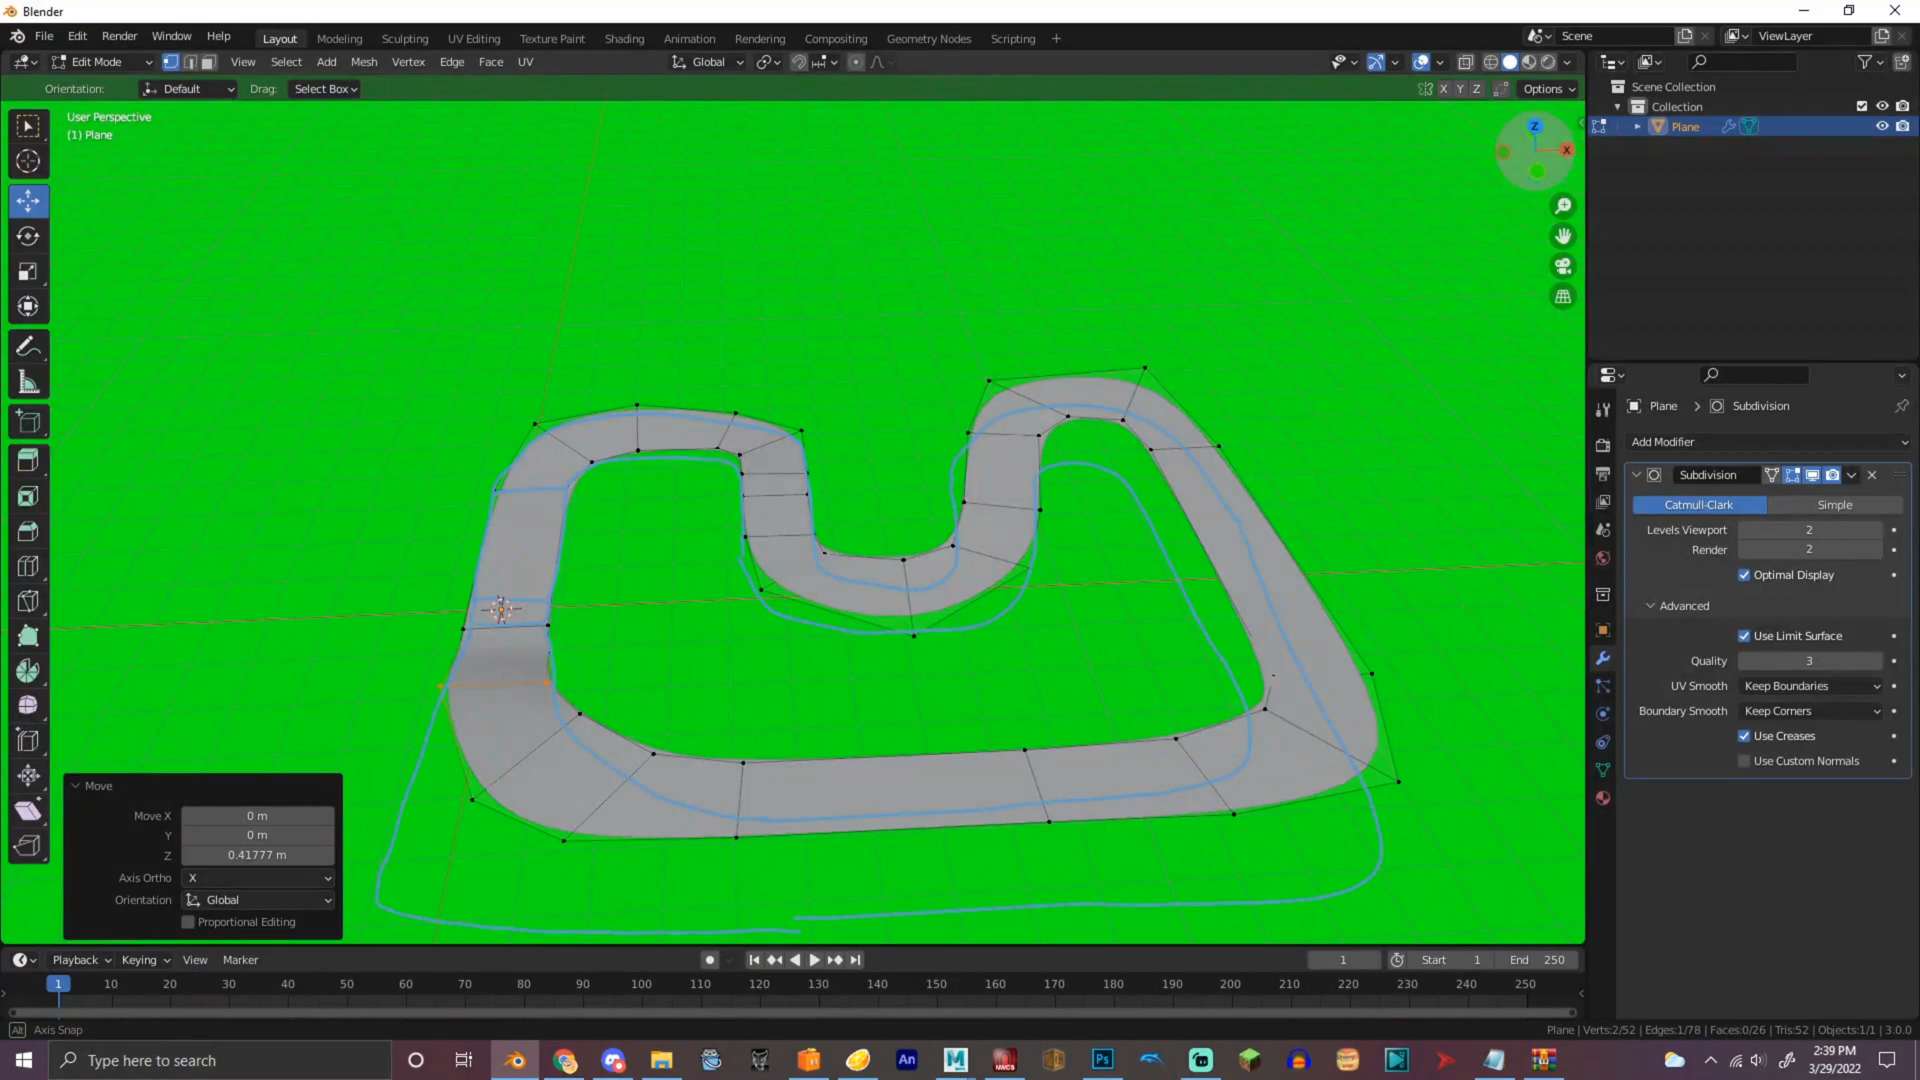 Blender
File Edit Render Window Help
Layout Modeling Sculpting UV Editing Texture Paint Shading Animation Rendering Compositing Geometry Nodes Scripting +
Scene
ViewLayer
Edit Mode View Select Add Mesh Vertex Edge Face UV
Global
Orientation: Default Drag: Select Box
X Y Z Options
User Perspective
(1) Plane
Z
X
Scene Collection
Collection
Plane
Plane > Subdivision
Add Modifier
Subdivision
Catmull-Clark Simple
Levels Viewport 2
Render 2
Optimal Display
Advanced
Use Limit Surface
Quality 3
UV Smooth Keep Boundaries
Boundary Smooth Keep Corners
Use Creases
Use Custom Normals
Move
Move X 0 m
Y 0 m
Z 0.41777 m
Axis Ortho X
Orientation Global
Proportional Editing
Playback Keying View Marker
1 Start 1 End 250
1 10 20 30 40 50 60 70 80 90 100 110 120 130 140 150 160 170 180 190 200 210 220 230 240 250
Alt Axis Snap
Plane | Verts:2/52 | Edges:1/78 | Faces:0/26 | Tris:52 | Objects:1/1 | 3.0.0
Type here to search
An
M
NWCS
Ps
2:39 PM
3/29/2022